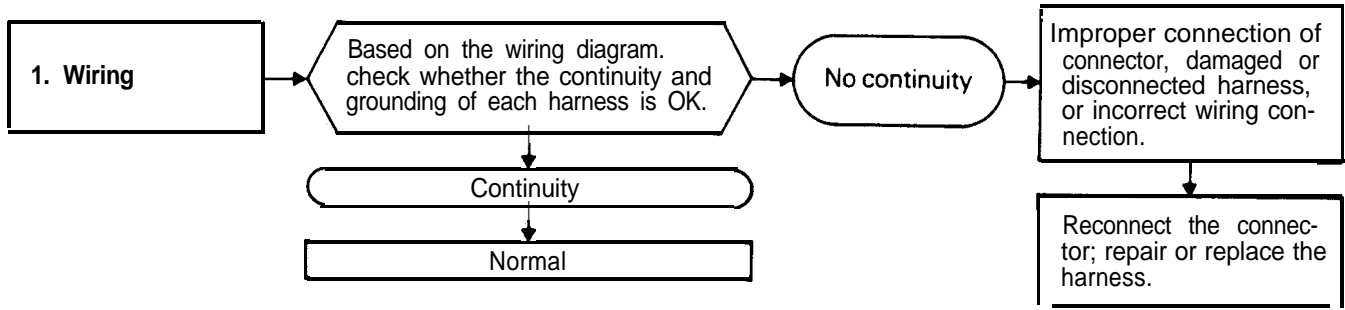 1. Wiring
Based on the wiring diagram.
check whether the continuity and
grounding of each harness is OK.
No continuity
Improper connection of
connector, damaged or
disconnected harness,
or incorrect wiring con-
nection.
Continuity
Normal
Reconnect the connec-
tor; repair or replace the
harness.